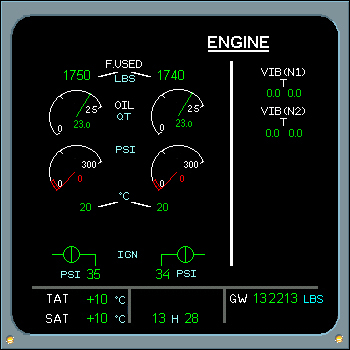 ENGINE
F.USED
1750 LBS 1740
VIB(N1)
T
0.0 0.0
VIB(N2)
T
0.0 0.0
25 OIL 25
0 23.0 QT 0 23.0
PSI
300 300
0 0 0 0
20 °C 20
IGN
PSI 35 34 PSI
TAT +10 °C GW 132213 LBS
SAT +10 °C 13 H 28